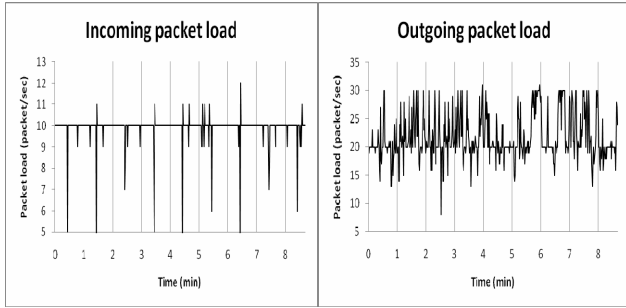 Incoming packet load
Packet load (packet/sec)
13
12
11
10
9
8
7
6
5
0 1 2 3 4 5 6 7 8
Time (min)
Outgoing packet load
Packet load (packet/sec)
35
30
25
20
15
10
5
0 1 2 3 4 5 6 7 8
Time (min)